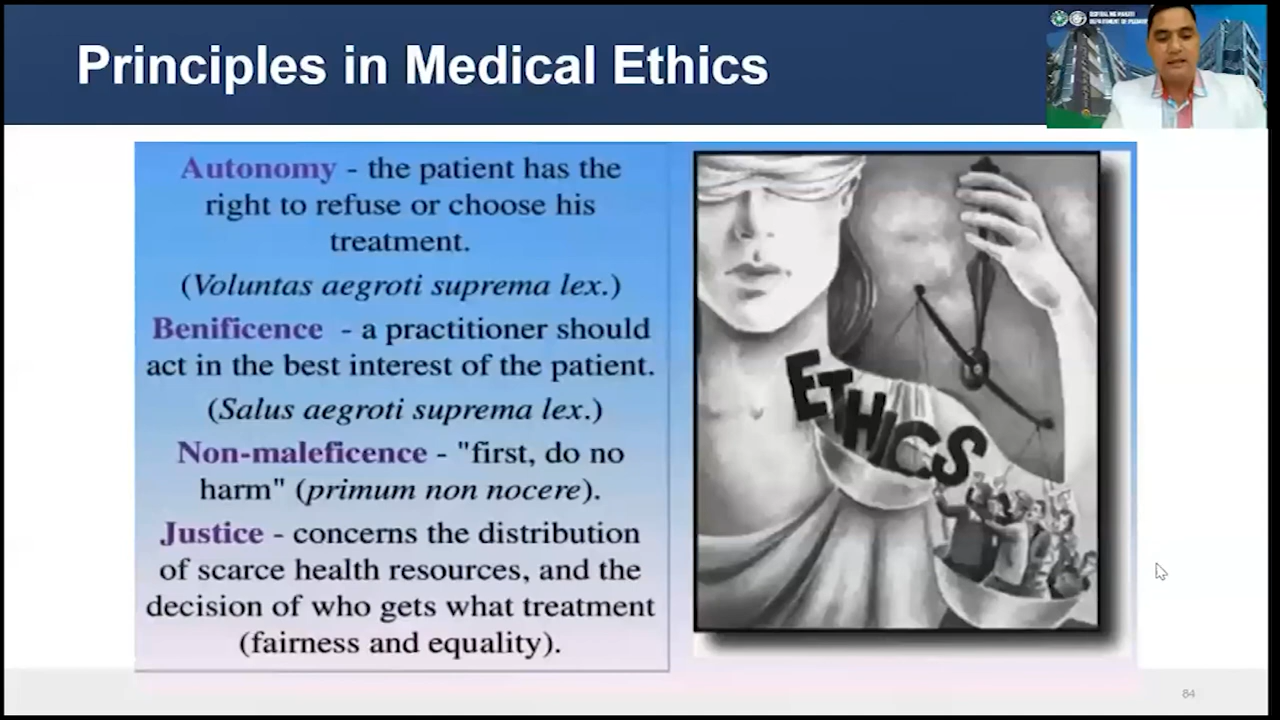 Principles in Medical Ethics
Autonomy - the patient has the
right to refuse or choose his
treatment.
(Voluntas aegroti suprema lex.)
Benificence - a practitioner should
act in the best interest of the patient.
(Salus aegroti suprema lex.)
Non-maleficence - "first, do no
harm" (primum non nocere).
Justice - concerns the distribution
of scarce health resources, and the
decision of who gets what treatment
(fairness and equality).
ETHICS
84